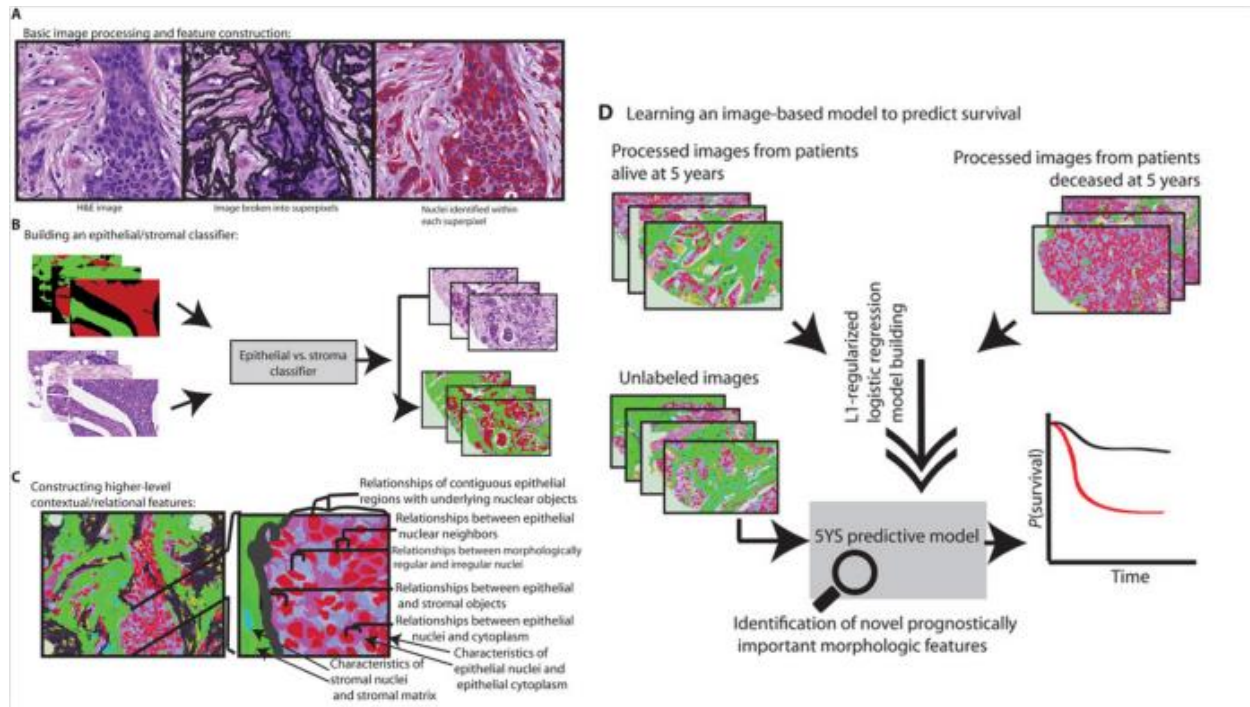 A
Basic image processing and feature construction:
H&E image
Image broken into superpixels
Nuclei identified within
each superpixel
B
Building an epithelial/stromal classifier:
Epithelial vs. stroma
classifier
C
Constructing higher-level
contextual/relational features:
Relationships of contiguous epithelial
regions with underlying nuclear objects
Relationships between epithelial
nuclear neighbors
Relationships between morphologically
regular and irregular nuclei
Relationships between epithelial
and stromal objects
Relationships between epithelial
nuclei and cytoplasm
Characteristics of
epithelial nuclei and
epithelial cytoplasm
Characteristics of
stromal nuclei
and stromal matrix
D Learning an image-based model to predict survival
Processed images from patients
alive at 5 years
Processed images from patients
deceased at 5 years
L1-regularized
logistic regression
model building
Unlabeled images
5YS predictive model
P(survival)
Time
Identification of novel prognostically
important morphologic features